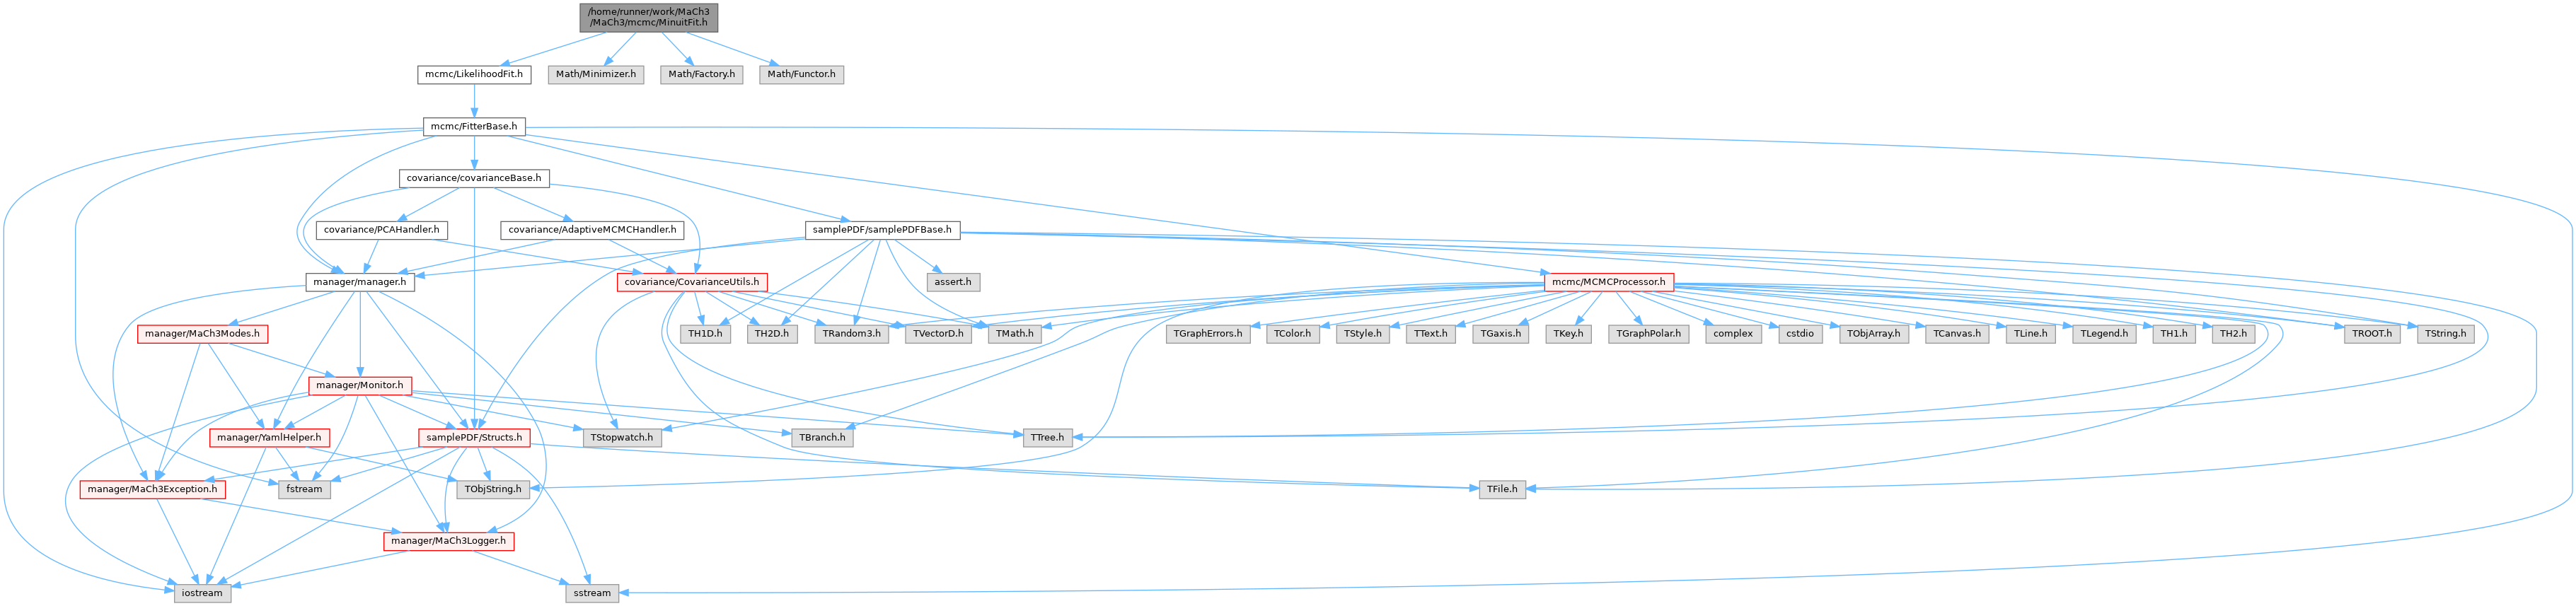 /home/runner/work/MaCh3
/MaCh3/mcmc/MinuitFit.h
mcmc/LikelihoodFit.h
Math/Minimizer.h
Math/Factory.h
Math/Functor.h
mcmc/FitterBase.h
covariance/covarianceBase.h
covariance/PCAHandler.h
covariance/AdaptiveMCMCHandler.h
samplePDF/samplePDFBase.h
manager/manager.h
covariance/CovarianceUtils.h
assert.h
mcmc/MCMCProcessor.h
manager/MaCh3Modes.h
TH1D.h
TH2D.h
TRandom3.h
TVectorD.h
TMath.h
TGraphErrors.h
TColor.h
TStyle.h
TText.h
TGaxis.h
TKey.h
TGraphPolar.h
complex
cstdio
TObjArray.h
TCanvas.h
TLine.h
TLegend.h
TH1.h
TH2.h
TROOT.h
TString.h
manager/Monitor.h
manager/YamlHelper.h
samplePDF/Structs.h
TStopwatch.h
TBranch.h
TTree.h
manager/MaCh3Exception.h
fstream
TObjString.h
TFile.h
manager/MaCh3Logger.h
iostream
sstream